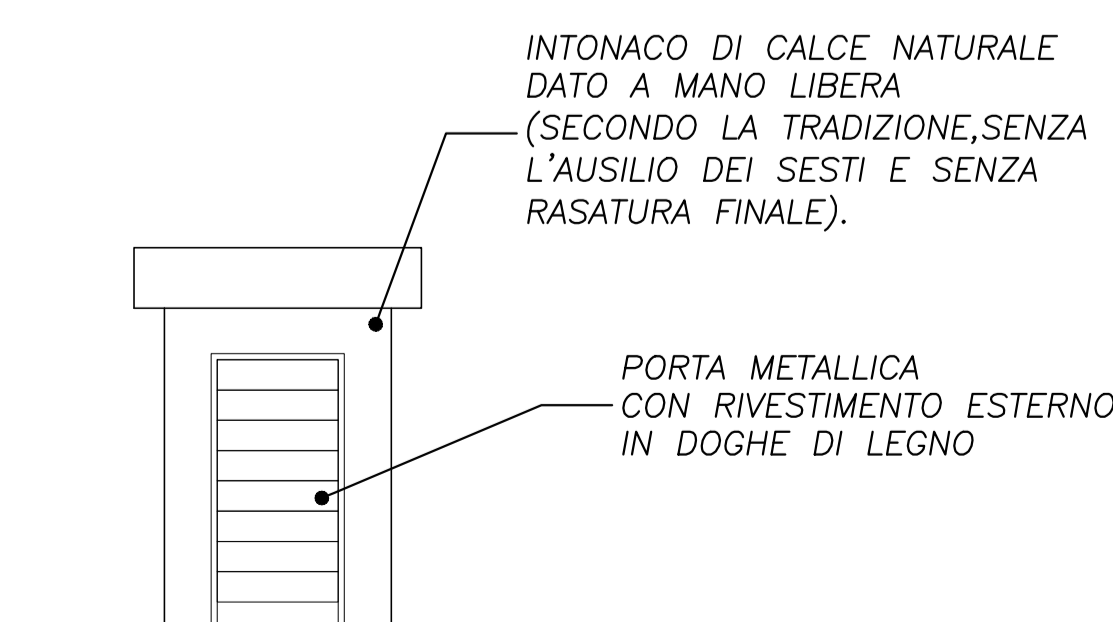 INTONACO DI CALCE NATURALE
DATO A MANO LIBERA
(SECONDO LA TRADIZIONE,SENZA
L'AUSILIO DEI SESTI E SENZA
RASATURA FINALE).
PORTA METALLICA
CON RIVESTIMENTO ESTERNO
IN DOGHE DI LEGNO